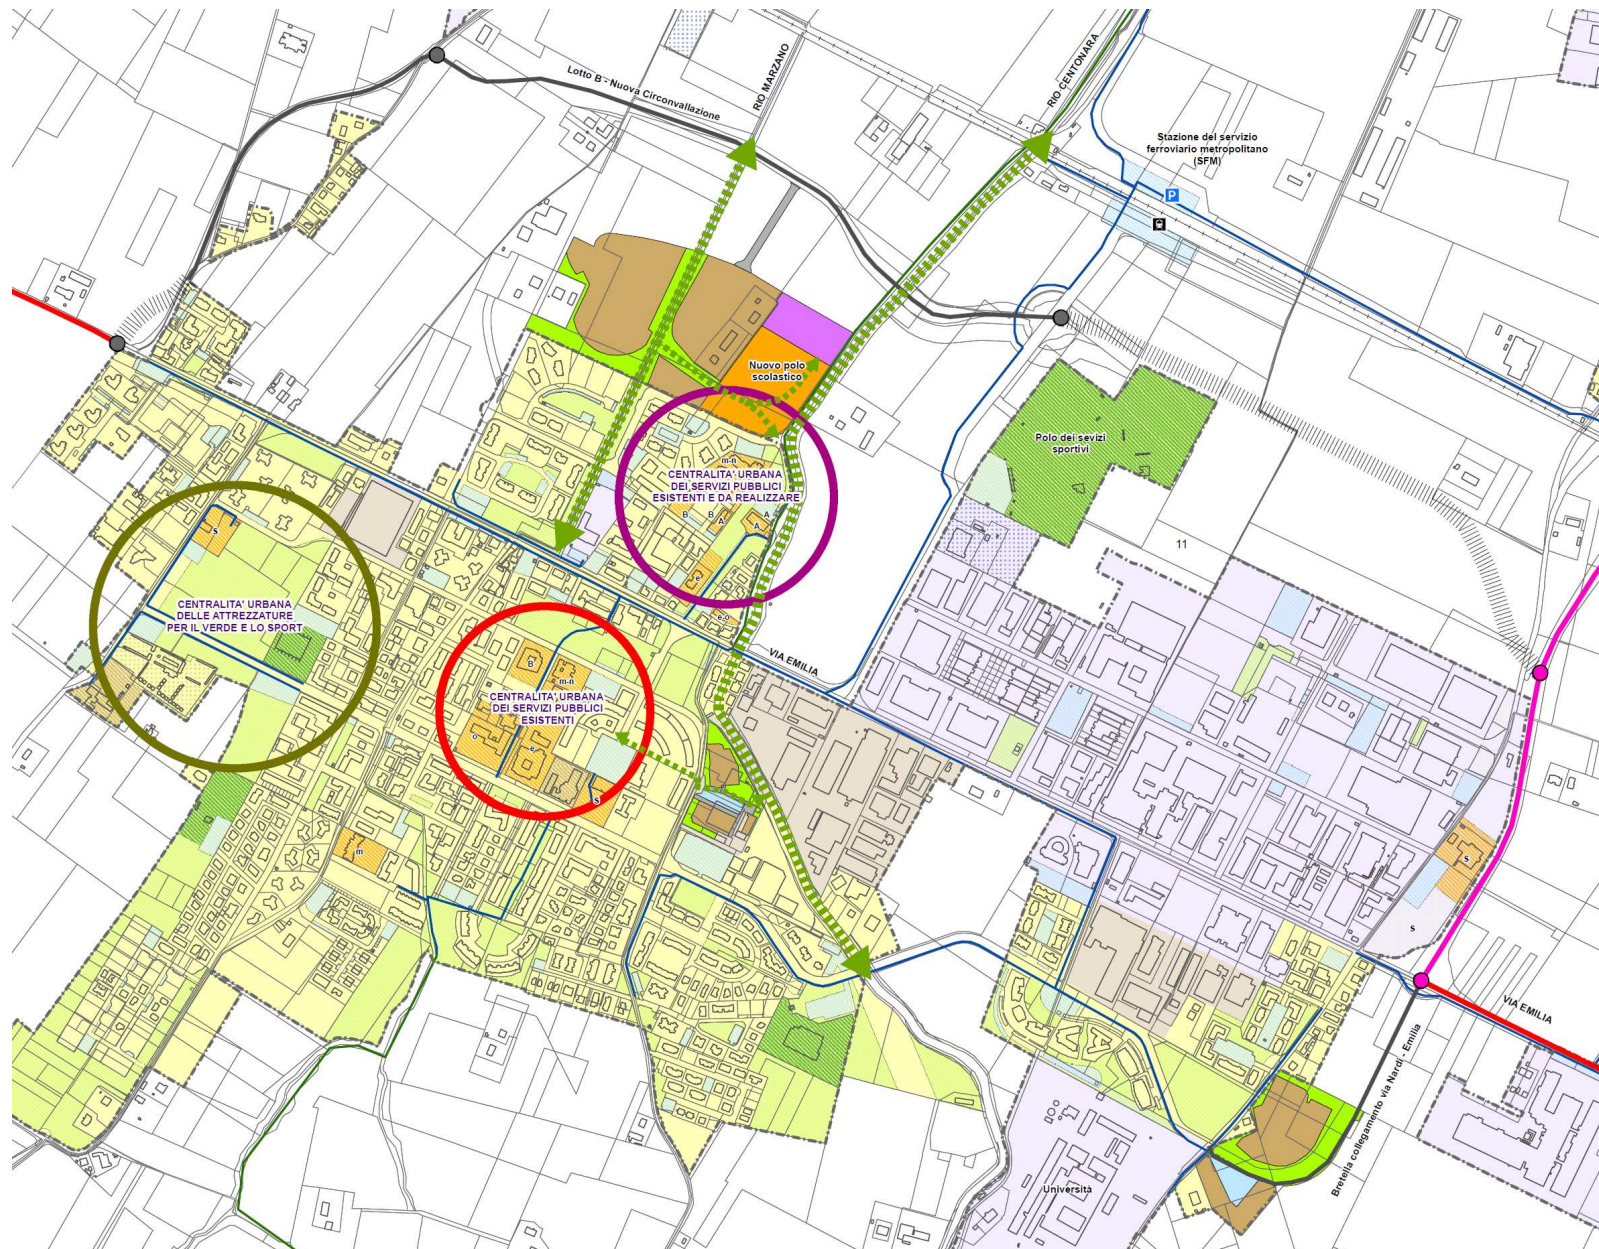 Lotto B - Nuova Circonvallazione
RIO MARZANO
RIO CENTONARA
Stazione del servizio
ferroviario metropolitano
(SFM)
P
Nuovo polo
scolastico
Polo dei sevizi
sportivi
m-n
CENTRALITA' URBANA
DEI SERVIZI PUBBLICI
ESISTENTI E DA REALIZZARE
B
B
A
A
A
11
s
e
e-o
CENTRALITA' URBANA
DELLE ATTREZZATURE
PER IL VERDE E LO SPORT
VIA EMILIA
B
m-n
CENTRALITA' URBANA
DEI SERVIZI PUBBLICI
ESISTENTI
o
e
s
m
s
s
VIA EMILIA
Bretella collegamento via Nardi - Emilia
Università